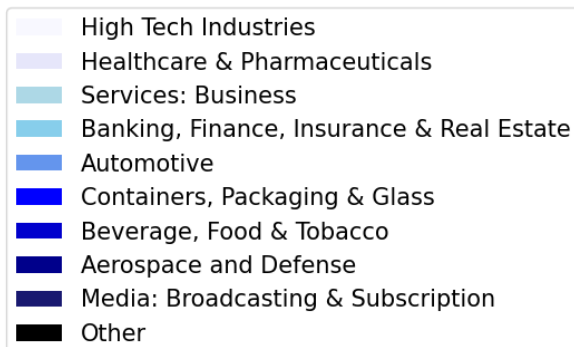 High Tech Industries
Healthcare & Pharmaceuticals
Services: Business
Banking, Finance, Insurance & Real Estate
Automotive
Containers, Packaging & Glass
Beverage, Food & Tobacco
Aerospace and Defense
Media: Broadcasting & Subscription
Other